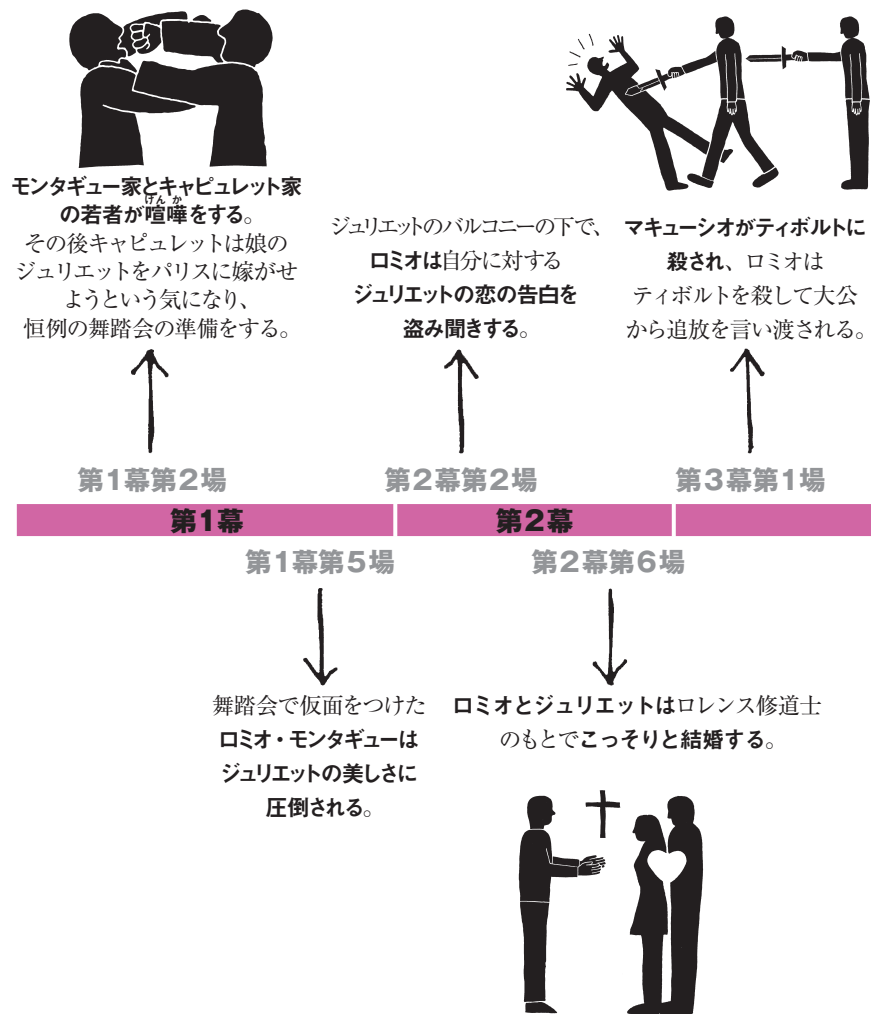 モンタギュー家とキャピュレット家
の若者が喧嘩をする。
けんか
その後キャピュレットは娘の
ジュリエットをパリスに嫁がせ
ようという気になり、
恒例の舞踏会の準備をする。
ジュリエットのバルコニーの下で、
ロミオは自分に対する
ジュリエットの恋の告白を
盗み聞きする。
マキューシオがティボルトに
殺され、ロミオは
ティボルトを殺して大公
から追放を言い渡される。
第1幕第2場
第2幕第2場
第3幕第1場
第1幕
第2幕
第1幕第5場
第2幕第6場
舞踏会で仮面をつけた
ロミオ・モンタギューは
ジュリエットの美しさに
圧倒される。
ロミオとジュリエットはロレンス修道士
のもとでこっそりと結婚する。